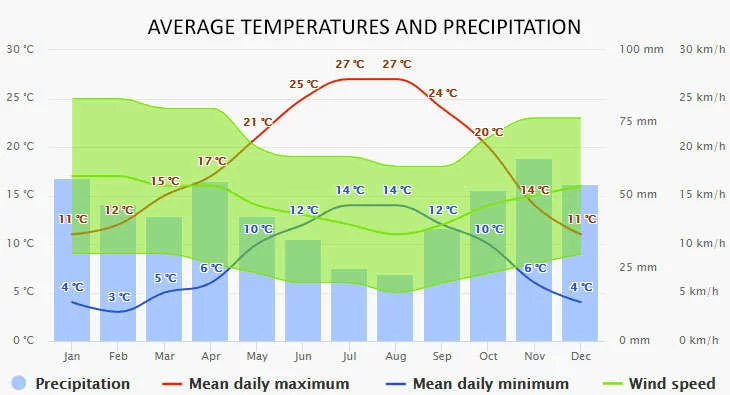 AVERAGE TEMPERATURES AND PRECIPITATION
30 °C 100 mm 30 km/h
27 °C 27 °C
25 °C 25 °C 24 °C 25 km/h
21 °C 20 °C 75 mm
20 °C 17 °C 20 km/h
15 °C 14 °C 14 °C 14 °C
15 °C 50 mm 15 km/h
11 °C 12 °C 12 °C 12 °C 11 °C
10 °C 10 °C 10 °C 10 km/h
5 °C 6 °C 6 °C 25 mm
5 °C 4 °C 3 °C 4 °C 5 km/h
0 °C 0 mm 0 km/h
Jan Feb Mar Apr May Jun Jul Aug Sep Oct Nov Dec
Precipitation Mean daily maximum Mean daily minimum Wind speed